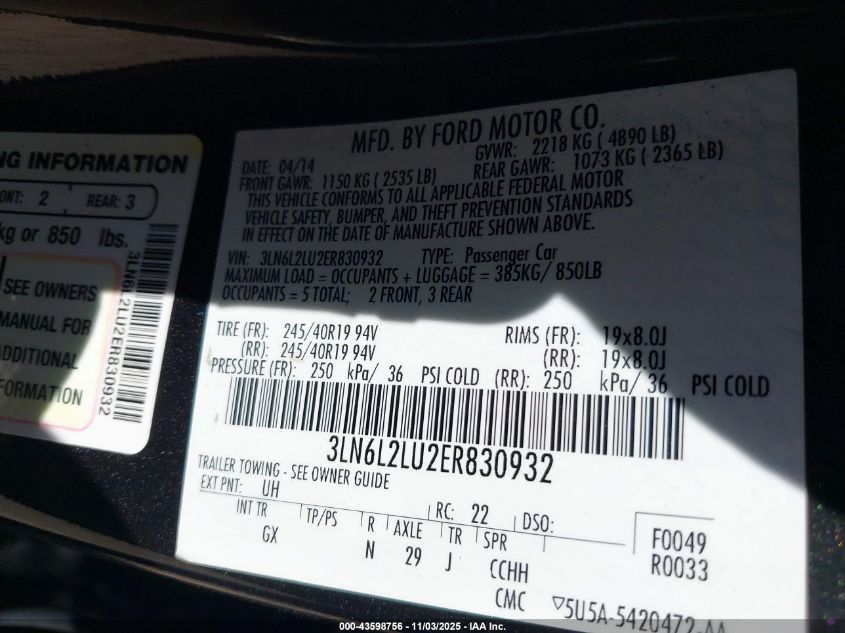 NG INFORMATION
ONT: 2 REAR: 3
kg or 850 lbs.
SEE OWNERS
MANUAL FOR
ADDITIONAL
FORMATION
3LN6L2LU2ER830932
MFD. BY FORD MOTOR CO.
DATE: 04/14 GVWR: 2218 KG ( 4890 LB)
FRONT GAWR: 1150 KG ( 2535 LB) REAR GAWR: 1073 KG ( 2365 LB)
THIS VEHICLE CONFORMS TO ALL APPLICABLE FEDERAL MOTOR
VEHICLE SAFETY, BUMPER, AND THEFT PREVENTION STANDARDS
IN EFFECT ON THE DATE OF MANUFACTURE SHOWN ABOVE.
VIN: 3LN6L2LU2ER830932 TYPE: Passenger Car
MAXIMUM LOAD = OCCUPANTS + LUGGAGE = 385KG/ 850LB
OCCUPANTS = 5 TOTAL; 2 FRONT, 3 REAR
TIRE (FR): 245/40R19 94V RIMS (FR): 19x8.0J
(RR): 245/40R19 94V (RR): 19x8.0J
PRESSURE (FR): 250 kPa/ 36 PSI COLD (RR): 250 kPa/ 36 PSI COLD
3LN6L2LU2ER830932
TRAILER TOWING - SEE OWNER GUIDE
EXT PNT: UH RC: 22 DSO:
INT TR TP/PS R AXLE TR SPR F0049
GX N 29 J CCHH R0033
CMC ▽5U5A-5420472-AA
000-43598756 - 11/03/2025 - IAA Inc.